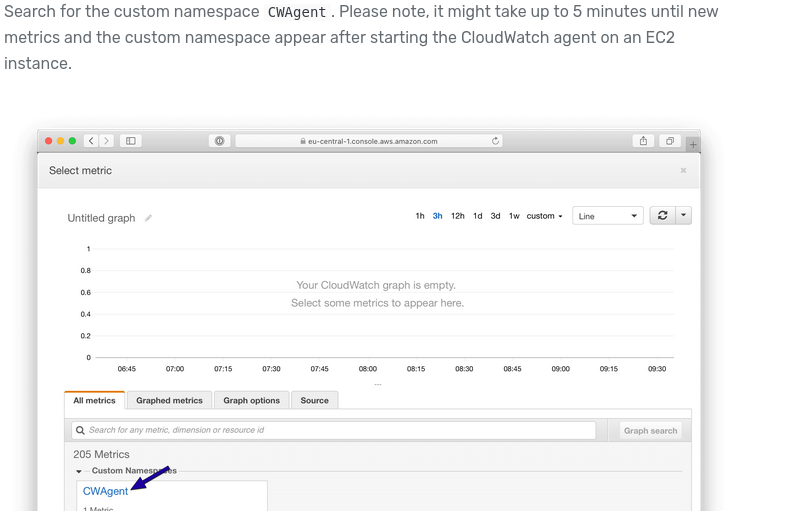 Search for the custom namespace CWAgent. Please note, it might take up to 5 minutes until new
metrics and the custom namespace appear after starting the CloudWatch agent on an EC2
instance.
eu-central-1.console.aws.amazon.com
Select metric
Untitled graph 1h 3h 12h 1d 3d 1w custom Line
1
0.8
Your CloudWatch graph is empty.
0.6
Select some metrics to appear here.
0.4
0.2
0
06:45 07:00 07:15 07:30 07:45 08:00 08:15 08:30 08:45 09:00 09:15 09:30
All metrics Graphed metrics Graph options Source
Search for any metric, dimension or resource id Graph search
205 Metrics
Custom Namespaces
CWAgent
1 Metric